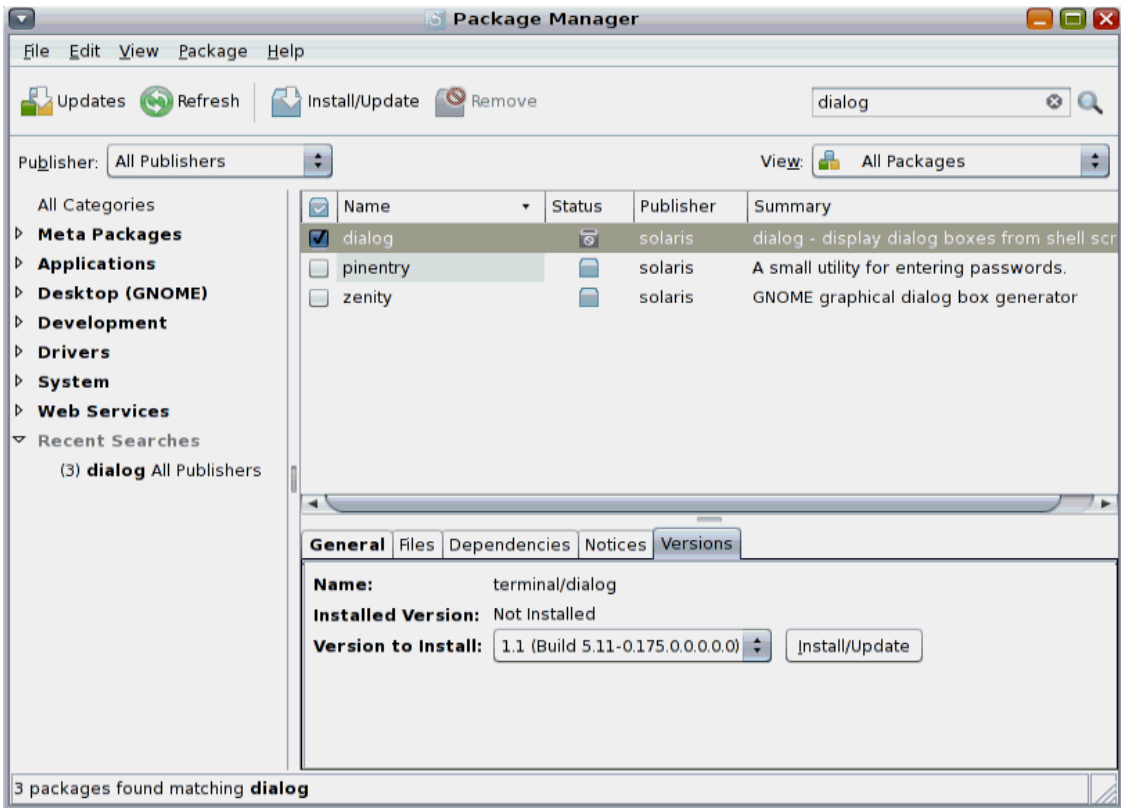 Package Manager
File Edit View Package Help
Updates Refresh Install/Update Remove dialog
Publisher: All Publishers View: All Packages
All Categories
Meta Packages
Applications
Desktop (GNOME)
Development
Drivers
System
Web Services
Recent Searches
(3) dialog All Publishers
Name Status Publisher Summary
dialog solaris dialog - display dialog boxes from shell scr
pinentry solaris A small utility for entering passwords.
zenity solaris GNOME graphical dialog box generator
General Files Dependencies Notices Versions
Name: terminal/dialog
Installed Version: Not Installed
Version to Install: 1.1 (Build 5.11-0.175.0.0.0.0.0) Install/Update
3 packages found matching dialog